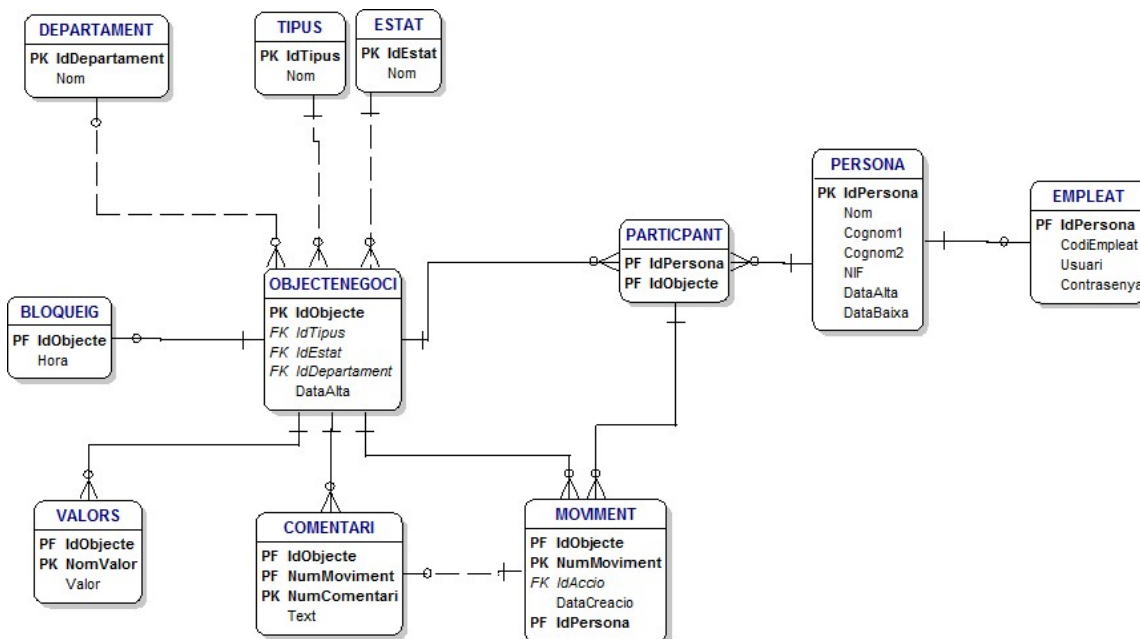 DEPARTAMENT
PK IdDepartament
Nom
TIPUS
PK IdTipus
Nom
ESTAT
PK IdEstat
Nom
PERSONA
PK IdPersona
Nom
Cognom1
Cognom2
NIF
DataAlta
DataBaixa
EMPLEAT
PF IdPersona
CodiEmpleat
Usuari
Contrasenya
PARTICPANT
PF IdPersona
PF IdObjecte
OBJECTENEGOCI
PK IdObjecte
FK IdTipus
FK IdEstat
FK IdDepartament
DataAlta
BLOQUEIG
PF IdObjecte
Hora
VALORS
PF IdObjecte
PK NomValor
Valor
COMENTARI
PF IdObjecte
PF NumMoviment
PK NumComentari
Text
MOVIMENT
PF IdObjecte
PK NumMoviment
FK IdAccio
DataCreacio
PF IdPersona